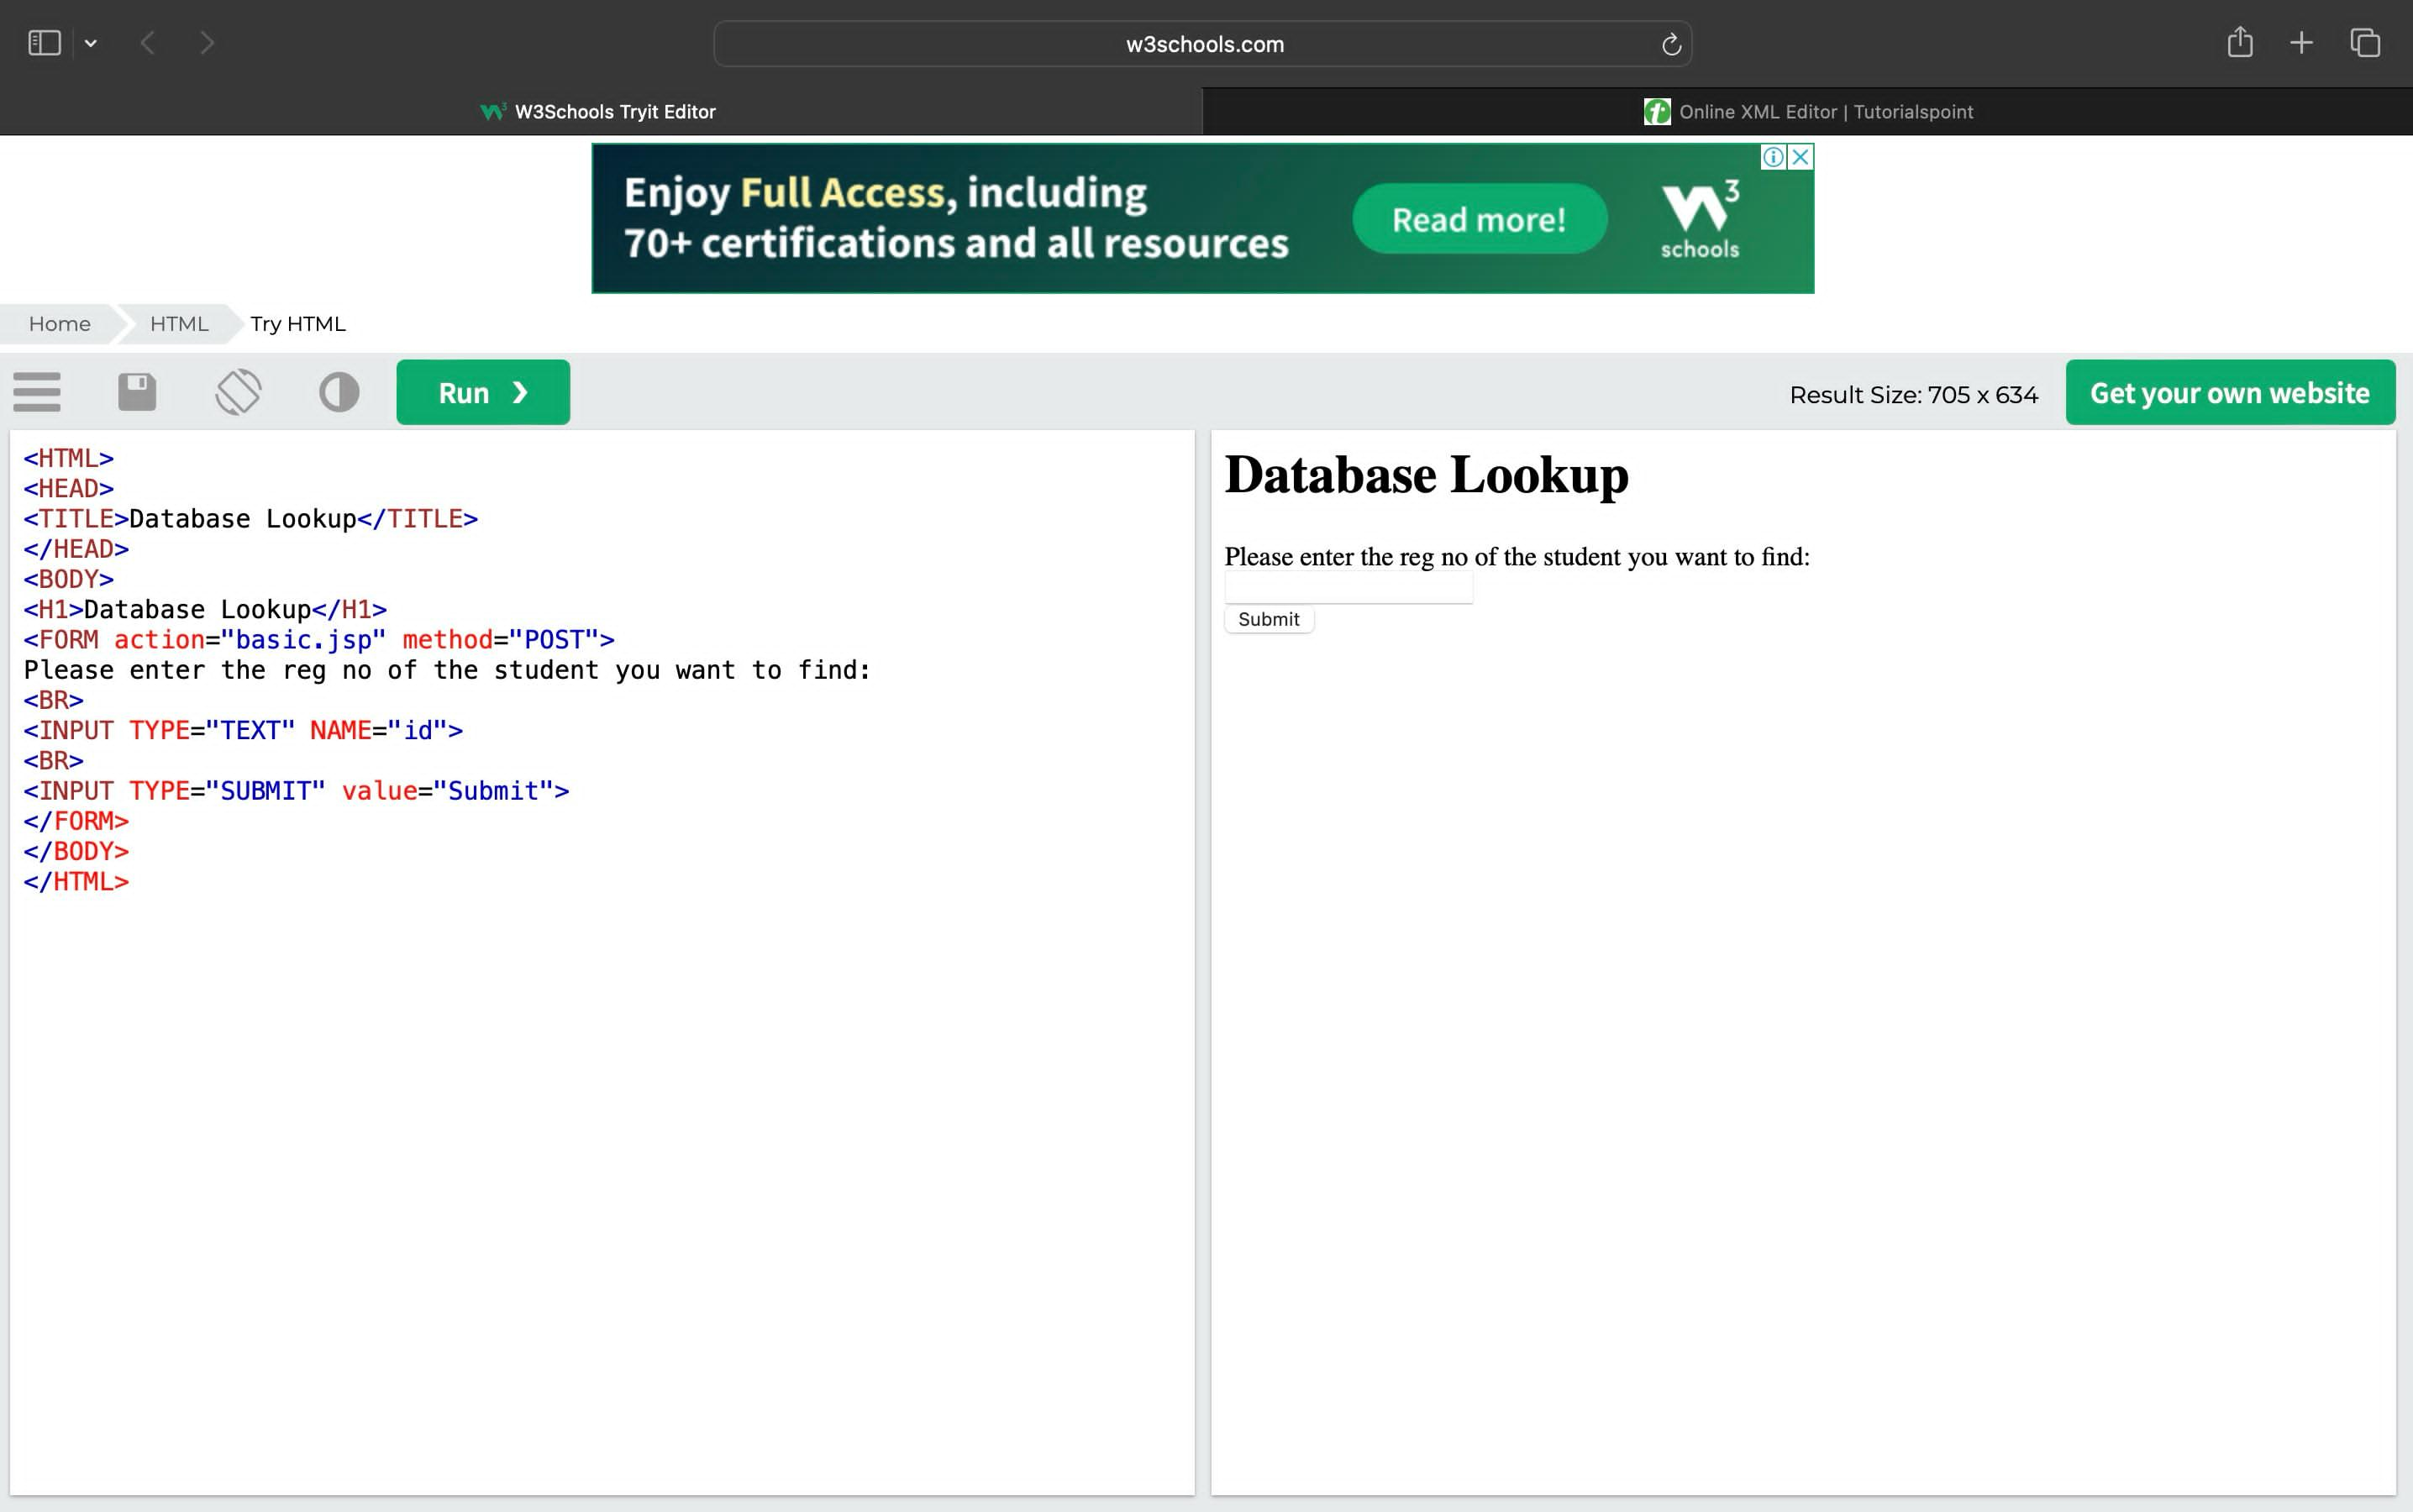 w3schools.com
W3Schools Tryit Editor
Online XML Editor | Tutorialspoint
Enjoy Full Access, including
70+ certifications and all resources
Read more!
W3
schools
Home
HTML
Try HTML
Run ❯
Result Size: 705 x 634
Get your own website
<HTML>
<HEAD>
<TITLE>Database Lookup</TITLE>
</HEAD>
<BODY>
<H1>Database Lookup</H1>
<FORM action="basic.jsp" method="POST">
Please enter the reg no of the student you want to find:
<BR>
<INPUT TYPE="TEXT" NAME="id">
<BR>
<INPUT TYPE="SUBMIT" value="Submit">
</FORM>
</BODY>
</HTML>
Database Lookup
Please enter the reg no of the student you want to find:
Submit